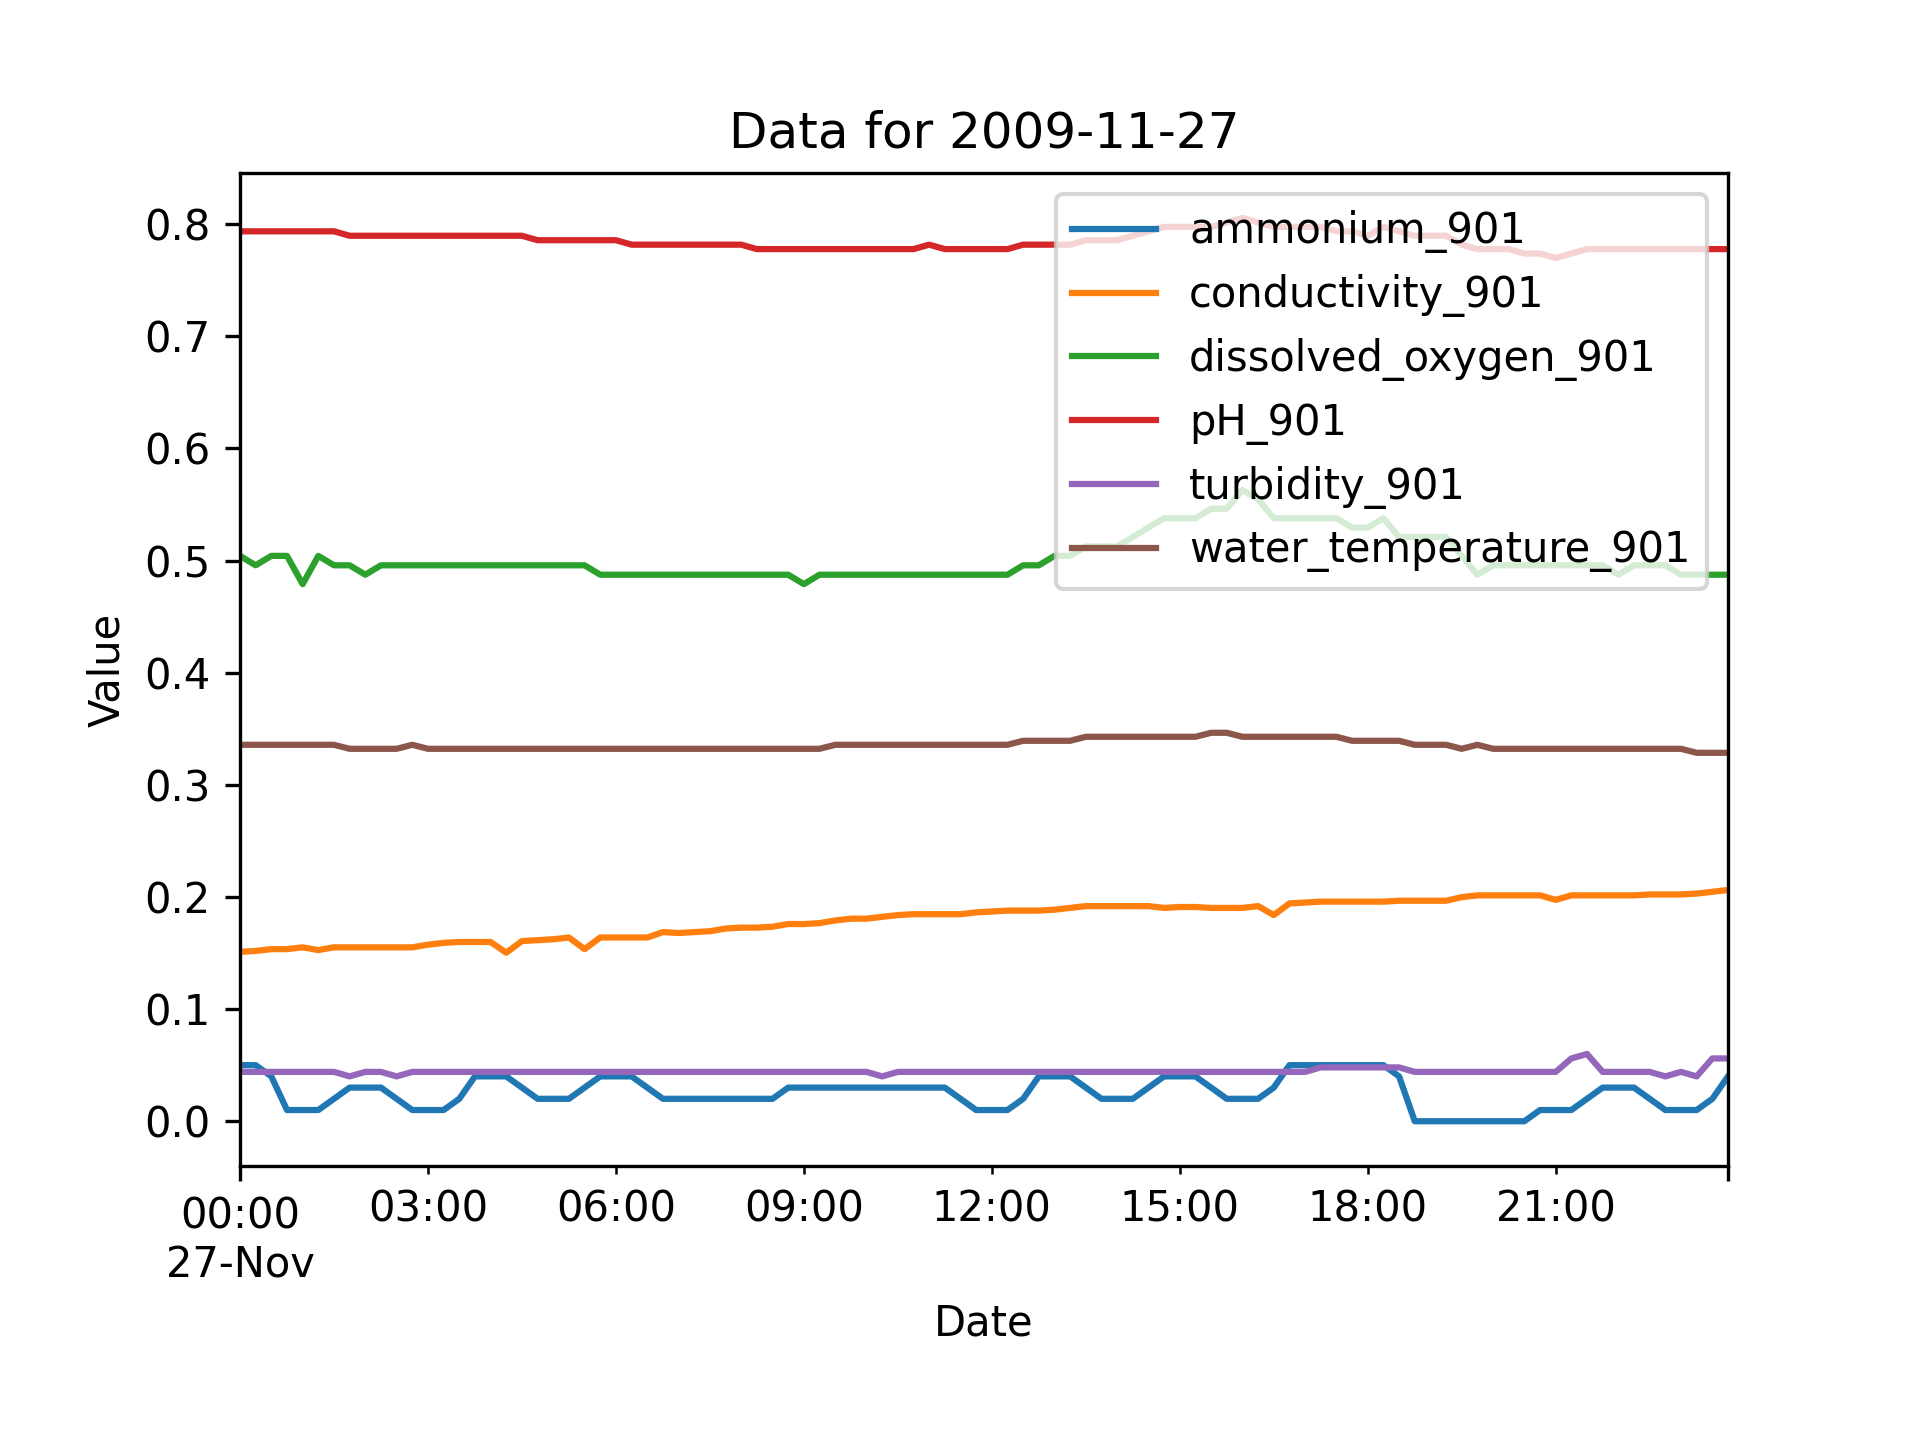 Data for 2009-11-27
ammonium_901
conductivity_901
dissolved_oxygen_901
pH_901
turbidity_901
water_temperature_901
Value
0.8
0.7
0.6
0.5
0.4
0.3
0.2
0.1
0.0
00:00 03:00 06:00 09:00 12:00 15:00 18:00 21:00
27-Nov
Date